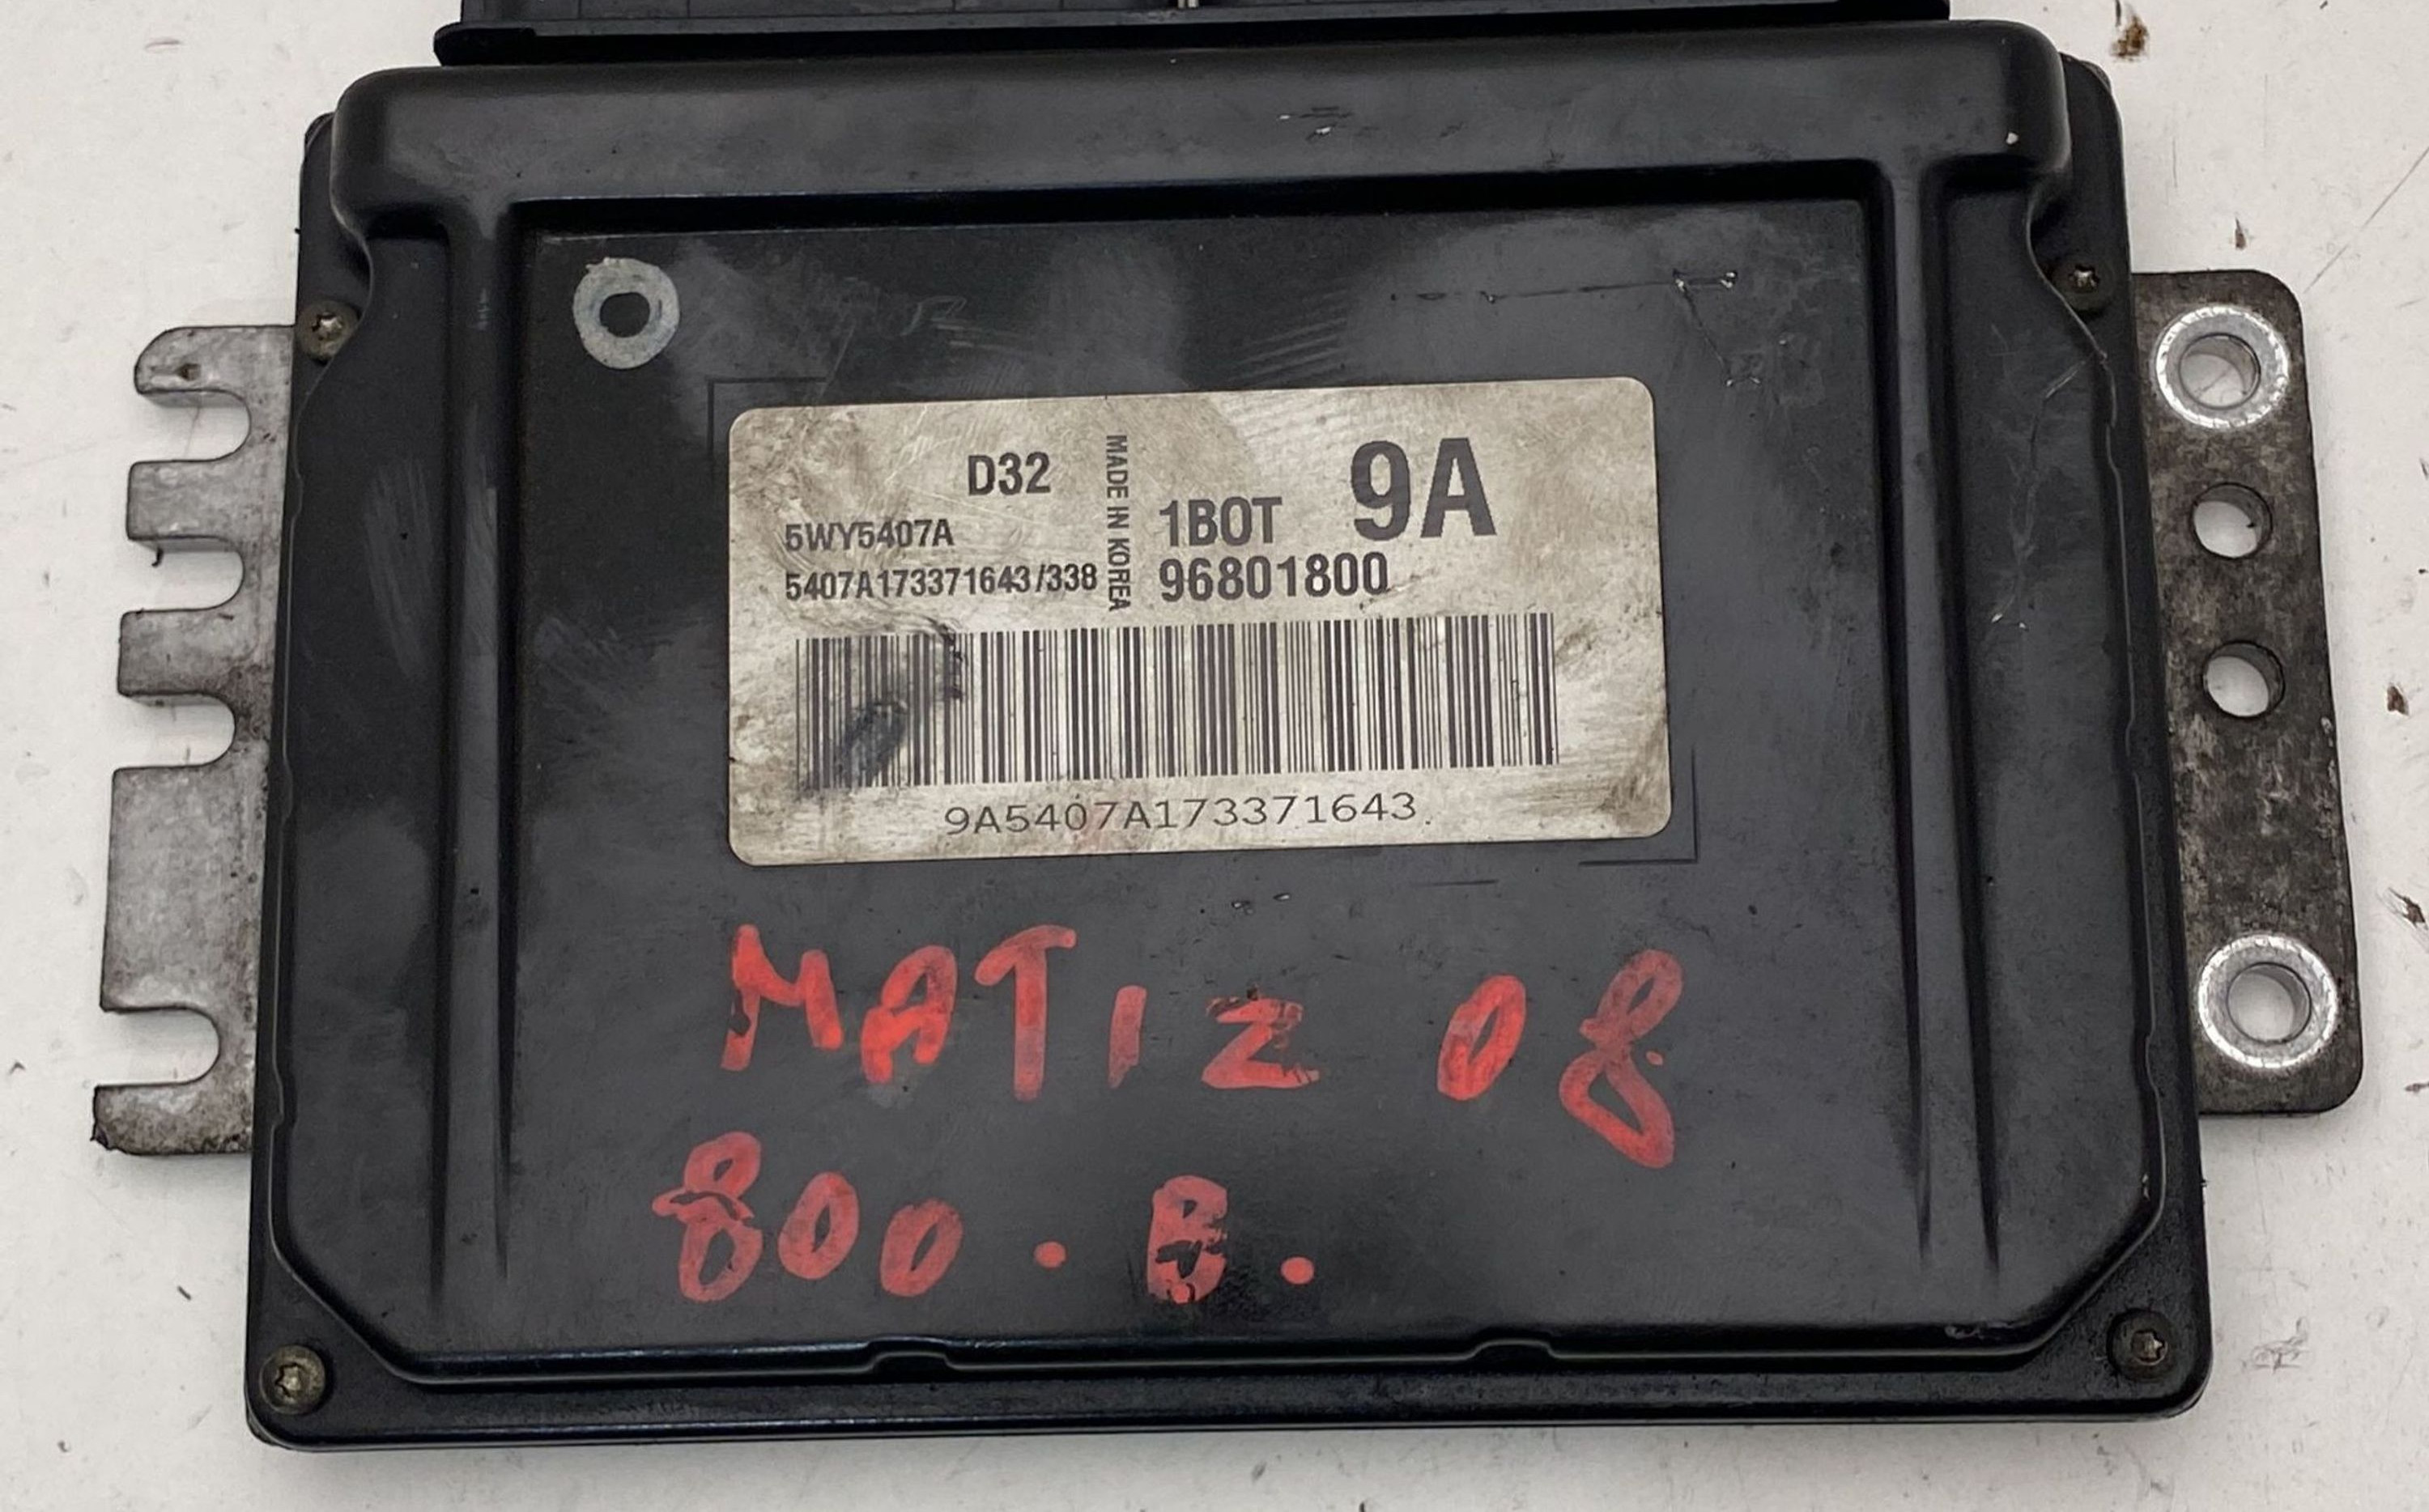 D32
5WY5407A
5407A173371643/338
MADE IN KOREA
1BOT 9A
96801800
9A5407A173371643
MATIZ 08
800 . B.